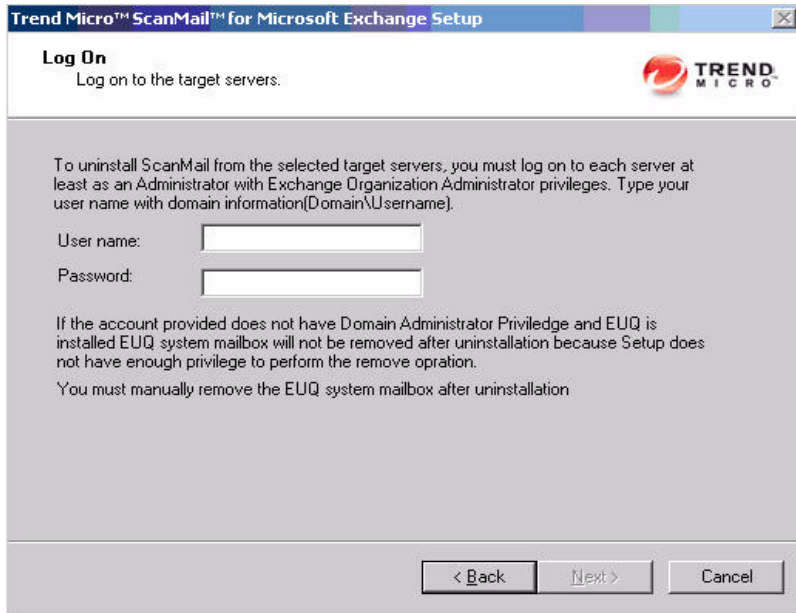 Trend Micro™ ScanMail™ for Microsoft Exchange Setup
Log On
Log on to the target servers.
TREND
MICRO™
To uninstall ScanMail from the selected target servers, you must log on to each server at
least as an Administrator with Exchange Organization Administrator privileges. Type your
user name with domain information(Domain\Username).
User name:
Password:
If the account provided does not have Domain Administrator Priviledge and EUQ is
installed EUQ system mailbox will not be removed after uninstallation because Setup does
not have enough privilege to perform the remove opration.
You must manually remove the EUQ system mailbox after uninstallation
< Back
Next >
Cancel